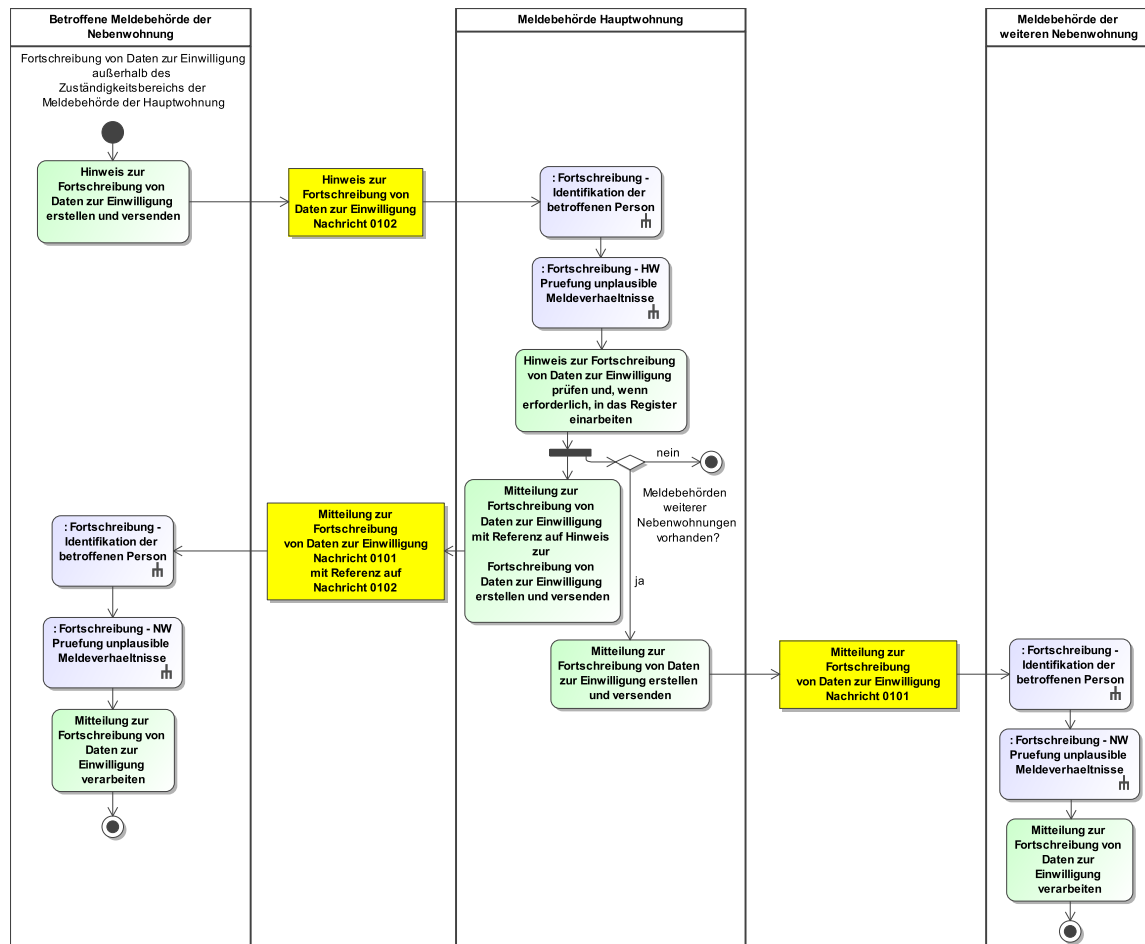 Betroffene Meldebehörde der
Nebenwohnung
Meldebehörde Hauptwohnung
Meldebehörde der
weiteren Nebenwohnung
Fortschreibung von Daten zur Einwilligung
außerhalb des
Zuständigkeitsbereichs der
Meldebehörde der Hauptwohnung
Hinweis zur
Fortschreibung von
Daten zur Einwilligung
erstellen und versenden
Hinweis zur
Fortschreibung von
Daten zur Einwilligung
Nachricht 0102
: Fortschreibung -
Identifikation der
betroffenen Person
: Fortschreibung - HW
Pruefung unplausible
Meldeverhaeltnisse
Hinweis zur Fortschreibung
von Daten zur Einwilligung
prüfen und, wenn
erforderlich, in das Register
einarbeiten
nein
Meldebehörden
weiterer
Nebenwohnungen
vorhanden?
ja
Mitteilung zur
Fortschreibung von
Daten zur Einwilligung
mit Referenz auf Hinweis
zur
Fortschreibung von
Daten zur Einwilligung
erstellen und versenden
Mitteilung zur
Fortschreibung
von Daten zur Einwilligung
Nachricht 0101
mit Referenz auf
Nachricht 0102
: Fortschreibung -
Identifikation der
betroffenen Person
: Fortschreibung - NW
Pruefung unplausible
Meldeverhaeltnisse
Mitteilung zur
Fortschreibung von
Daten zur
Einwilligung
verarbeiten
Mitteilung zur
Fortschreibung von Daten
zur Einwilligung erstellen
und versenden
Mitteilung zur
Fortschreibung
von Daten zur Einwilligung
Nachricht 0101
: Fortschreibung -
Identifikation der
betroffenen Person
: Fortschreibung - NW
Pruefung unplausible
Meldeverhaeltnisse
Mitteilung zur
Fortschreibung von
Daten zur
Einwilligung
verarbeiten